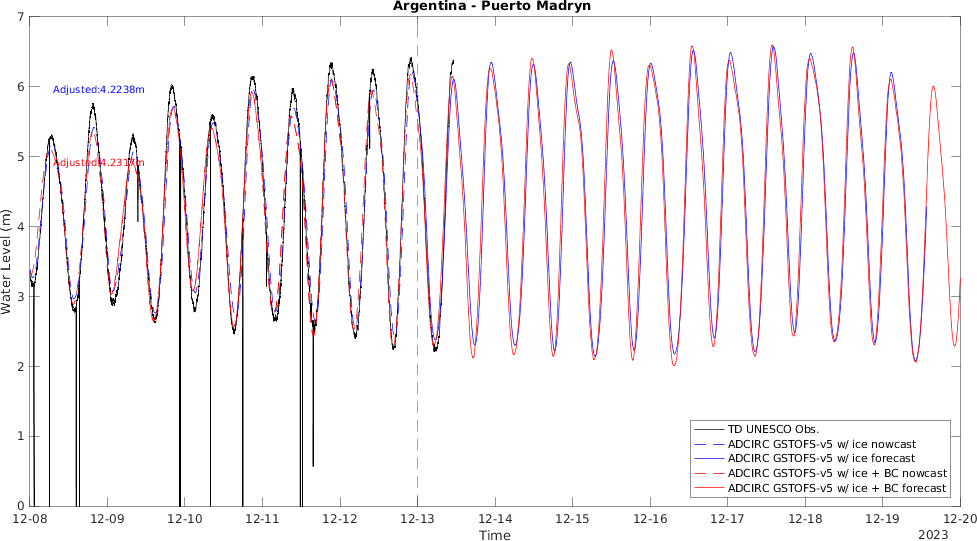 Argentina - Puerto Madryn
7
6
5
4
3
2
1
0
Water Level (m)
Adjusted:4.2238m
Adjusted:4.2317m
TD UNESCO Obs.
ADCIRC GSTOFS-v5 w/ ice nowcast
ADCIRC GSTOFS-v5 w/ ice forecast
ADCIRC GSTOFS-v5 w/ ice + BC nowcast
ADCIRC GSTOFS-v5 w/ ice + BC forecast
12-08 12-09 12-10 12-11 12-12 12-13 12-14 12-15 12-16 12-17 12-18 12-19 12-20
Time
2023